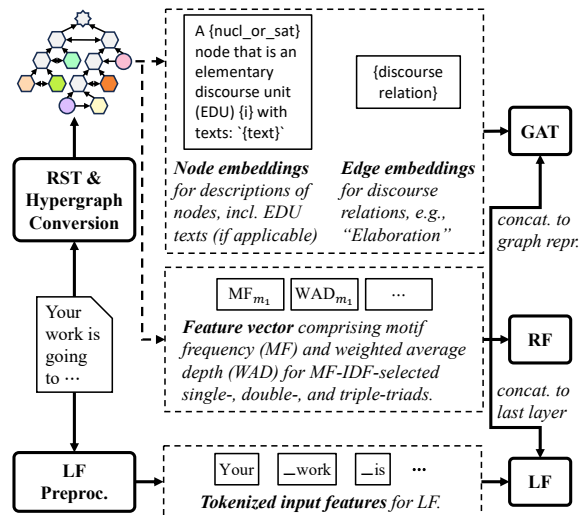 A {nucl_or_sat}
node that is an
elementary
discourse unit
(EDU) {i} with
texts: `{text}`
{discourse
relation}
Node embeddings
for descriptions of
nodes, incl. EDU
texts (if applicable)
Edge embeddings
for discourse
relations, e.g.,
“Elaboration”
GAT
RST &
Hypergraph
Conversion
concat. to
graph repr.
MF_m1
WAD_m1
...
Feature vector comprising motif
frequency (MF) and weighted average
depth (WAD) for MF-IDF-selected
single-, double-, and triple-triads.
RF
Your
work is
going
to ⋯
concat. to
last layer
LF
Preproc.
Your
_work
_is
⋯
Tokenized input features for LF.
LF